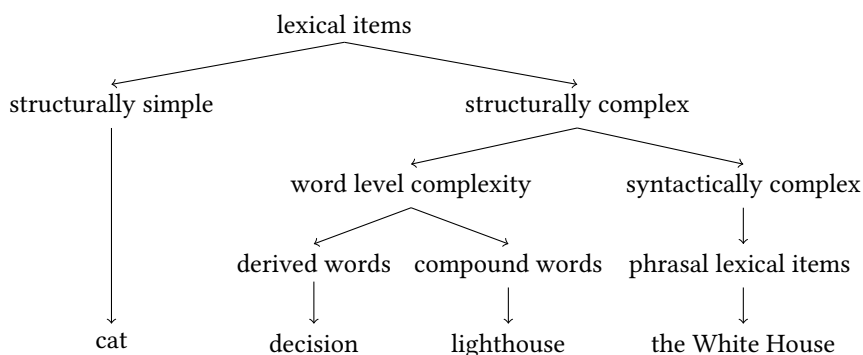 lexical items
structurally simple structurally complex
word level complexity syntactically complex
derived words compound words phrasal lexical items
cat decision lighthouse the White House